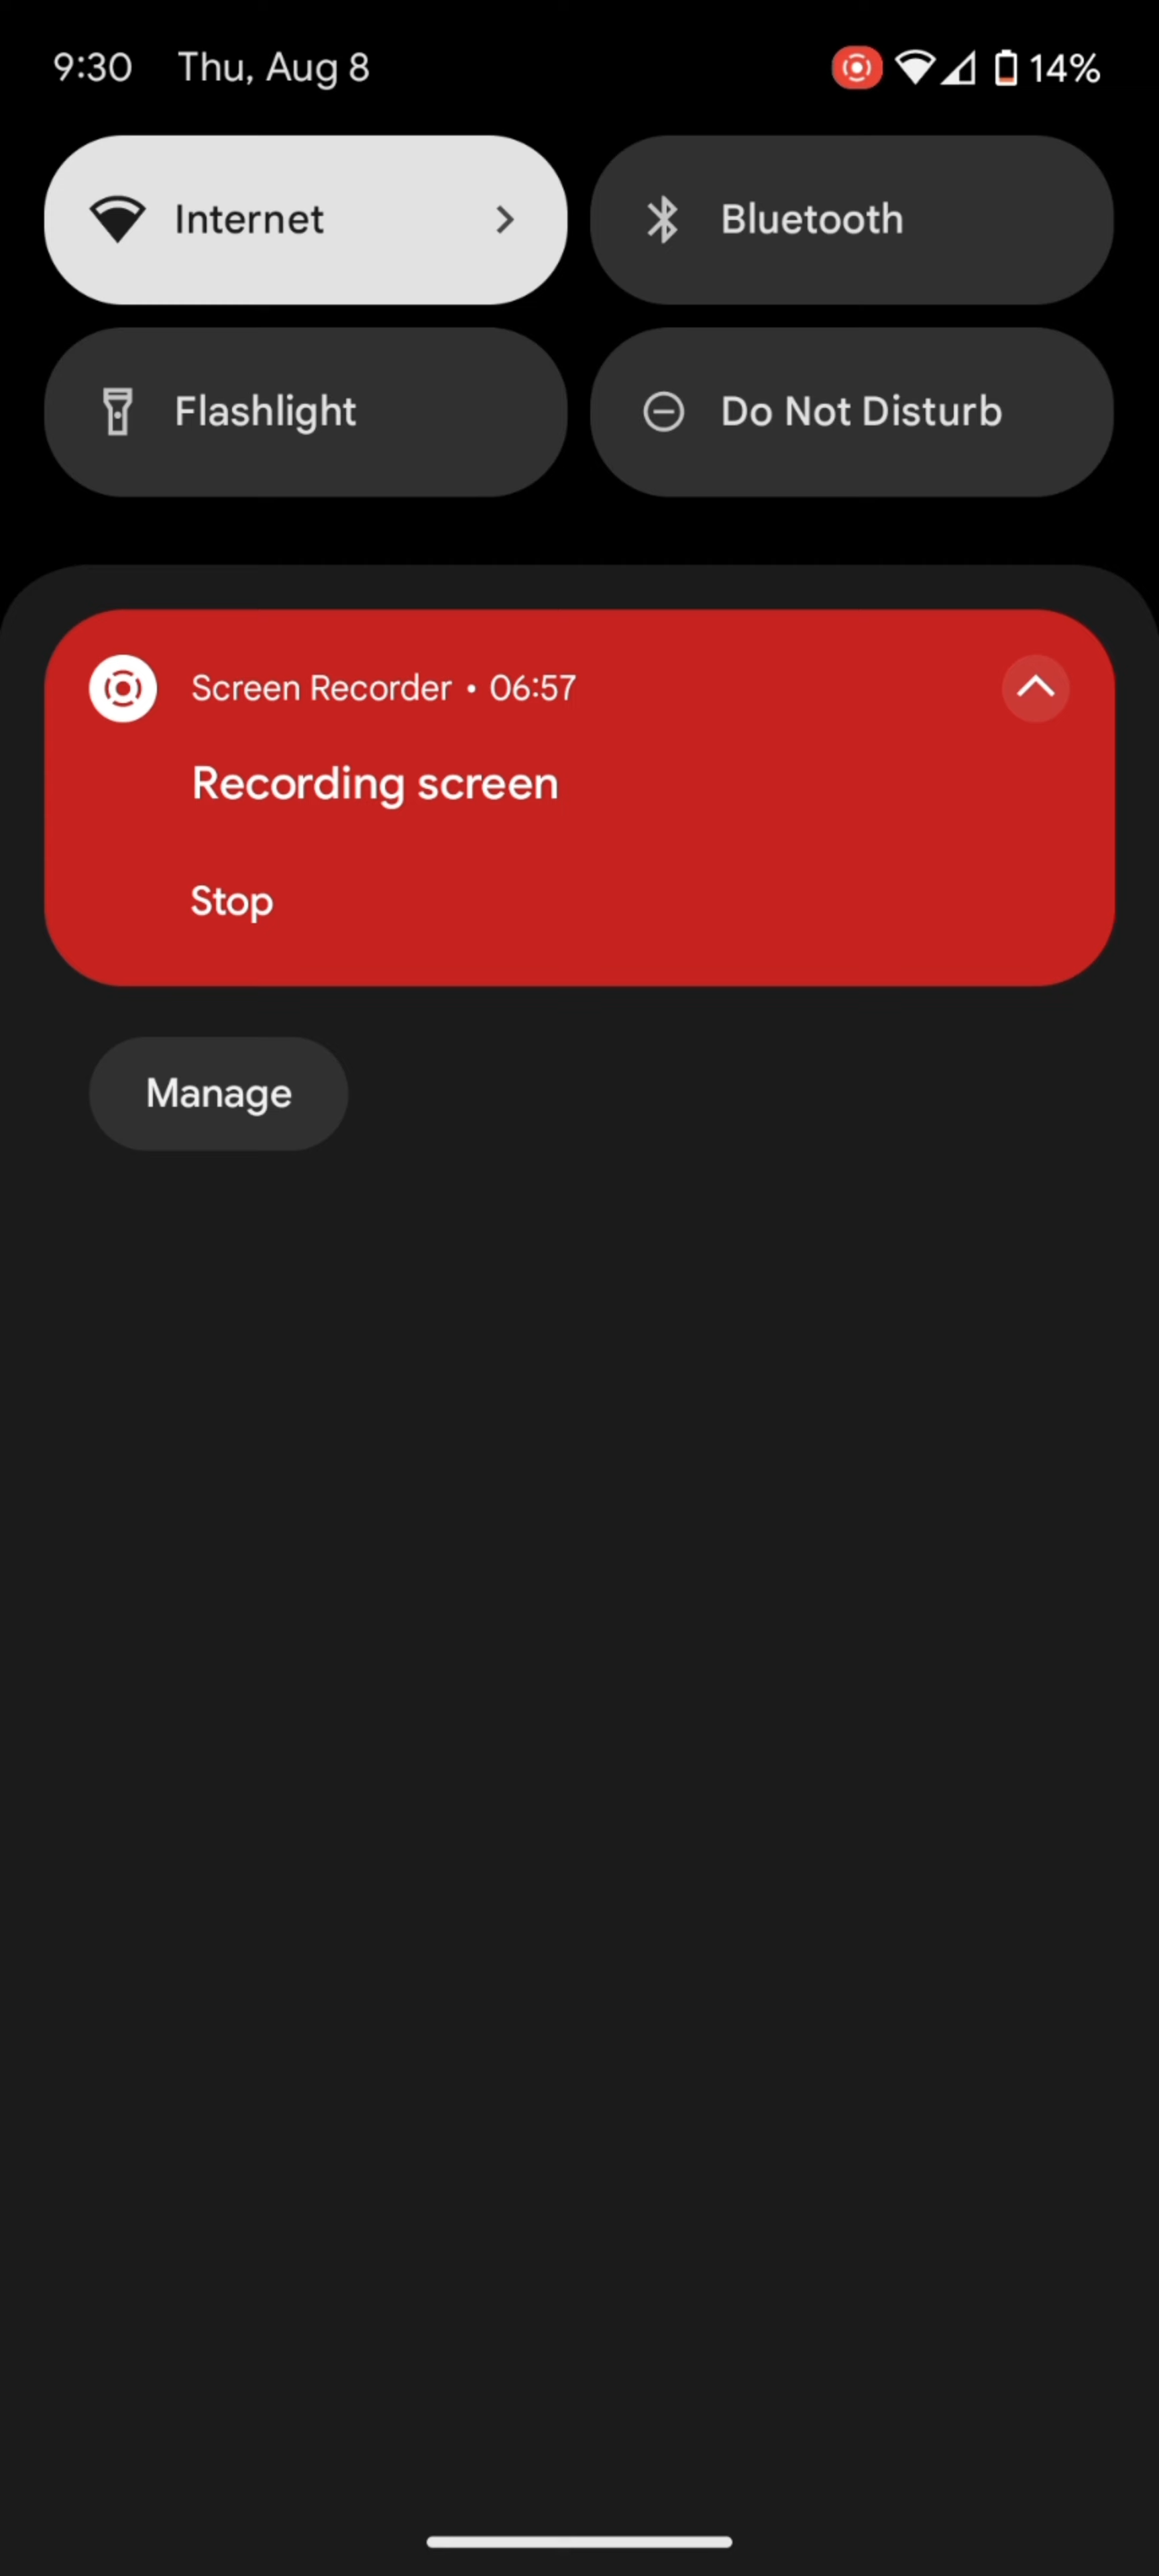 9:30 Thu, Aug 8 14%
Internet Bluetooth
Flashlight Do Not Disturb
Screen Recorder • 06:57
Recording screen
Stop
Manage